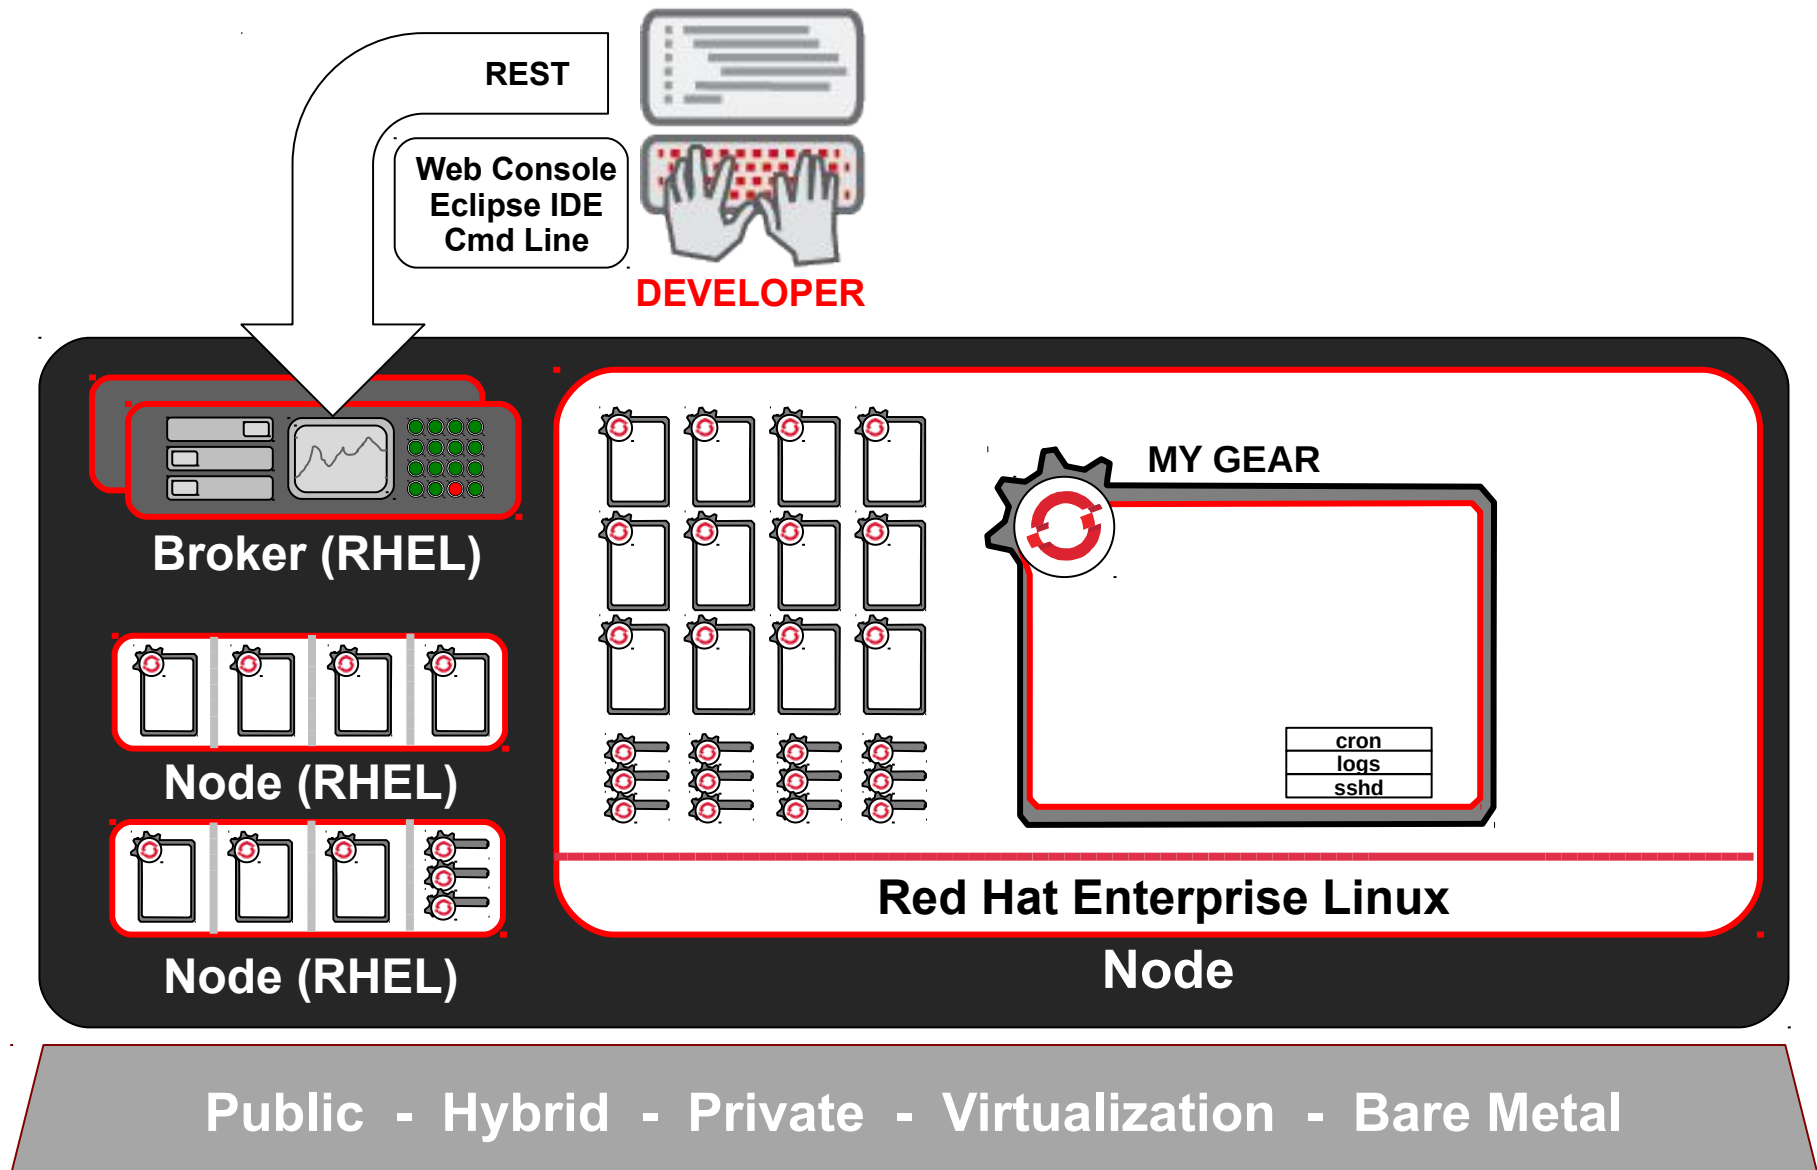 REST
Web Console
Eclipse IDE
Cmd Line
DEVELOPER
Broker (RHEL)
Node (RHEL)
Node (RHEL)
MY GEAR
cron
logs
sshd
Red Hat Enterprise Linux
Node
Public - Hybrid - Private - Virtualization - Bare Metal